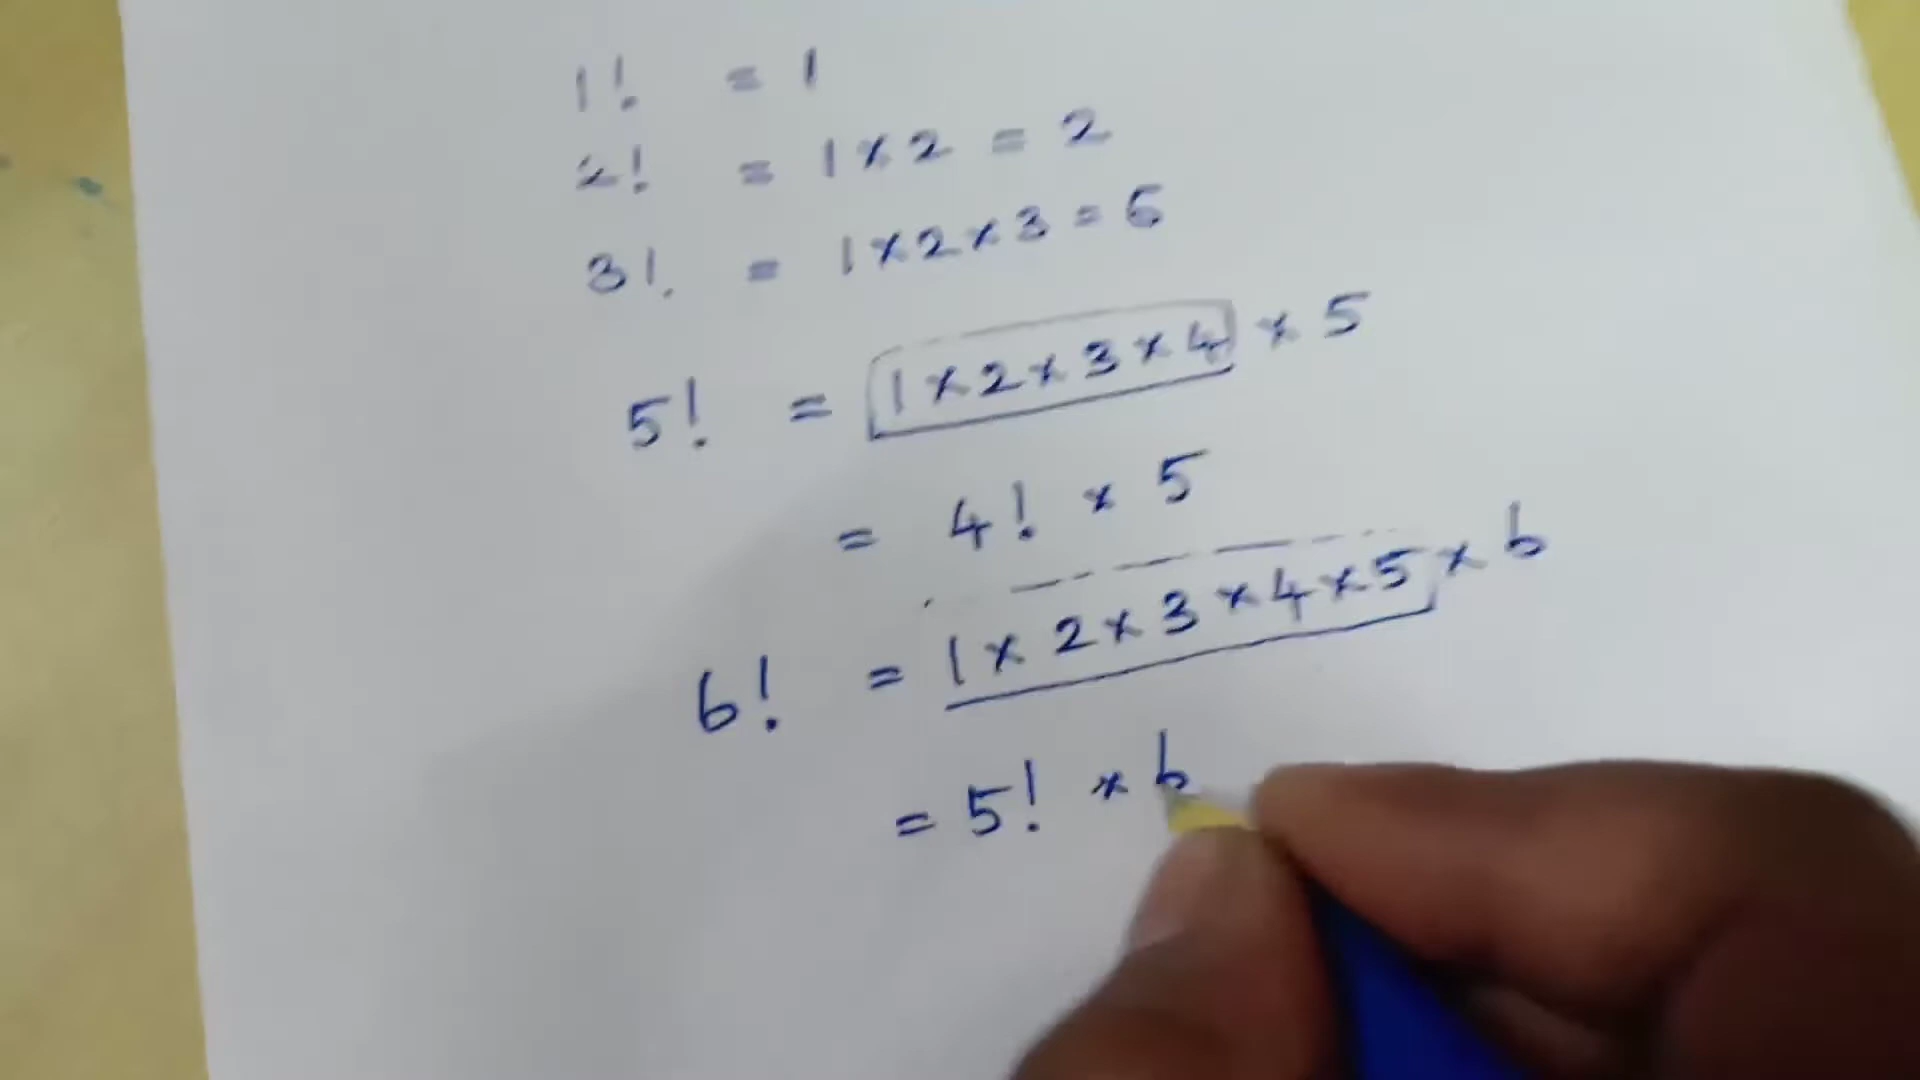 1! = 1
2! = 1 × 2 = 2
3! = 1 × 2 × 3 = 6
5! = 1 × 2 × 3 × 4 × 5
= 4! × 5
6! = 1 × 2 × 3 × 4 × 5 × 6
= 5! × 6